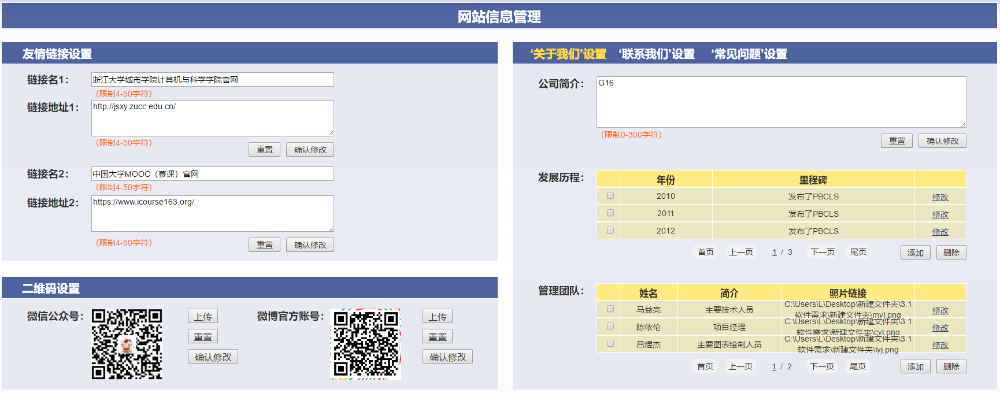 网站信息管理
友情链接设置
链接名1：
浙江大学城市学院计算机与科学学院官网
（限制4-50字符）
链接地址1：
http://jsxy.zucc.edu.cn/
（限制4-50字符）
重置
确认修改
链接名2：
中国大学MOOC（慕课）官网
（限制4-50字符）
链接地址2：
https://www.icourse163.org/
（限制4-50字符）
重置
确认修改
二维码设置
微信公众号：
上传
重置
确认修改
微博官方账号：
上传
重置
确认修改
‘关于我们’设置 ‘联系我们’设置 ‘常见问题’设置
公司简介：
G16
（限制0-300字符）
重置
确认修改
发展历程：
年份 里程碑
2010 发布了PBCLS 修改
2011 发布了PBCLS 修改
2012 发布了PBCLS 修改
首页 上一页 1 / 3 下一页 尾页 添加 删除
管理团队：
姓名 简介 照片链接
马益亮 主要技术人员 C:\Users\L\Desktop\新建文件夹\3.1
软件需求\新建文件夹\myl.png 修改
陈依伦 项目经理 C:\Users\L\Desktop\新建文件夹\3.1
软件需求\新建文件夹\cyl.png 修改
吕煜杰 主要图表绘制人员 C:\Users\L\Desktop\新建文件夹\3.1
软件需求\新建文件夹\lyj.png 修改
首页 上一页 1 / 2 下一页 尾页 添加 删除